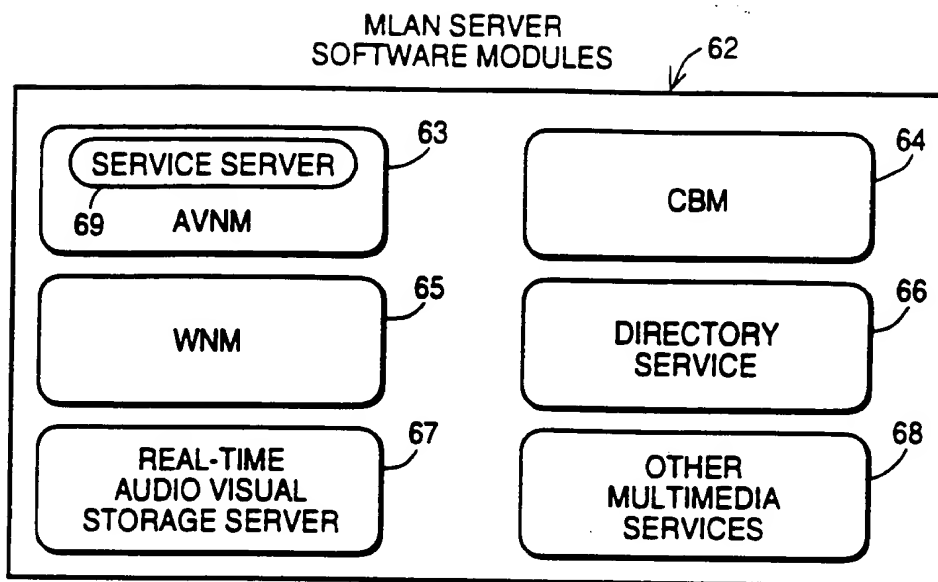 MLAN SERVER
SOFTWARE MODULES
62
SERVICE SERVER
69
AVNM
63
CBM
64
WNM
65
DIRECTORY
SERVICE
66
REAL-TIME
AUDIO VISUAL
STORAGE SERVER
67
OTHER
MULTIMEDIA
SERVICES
68